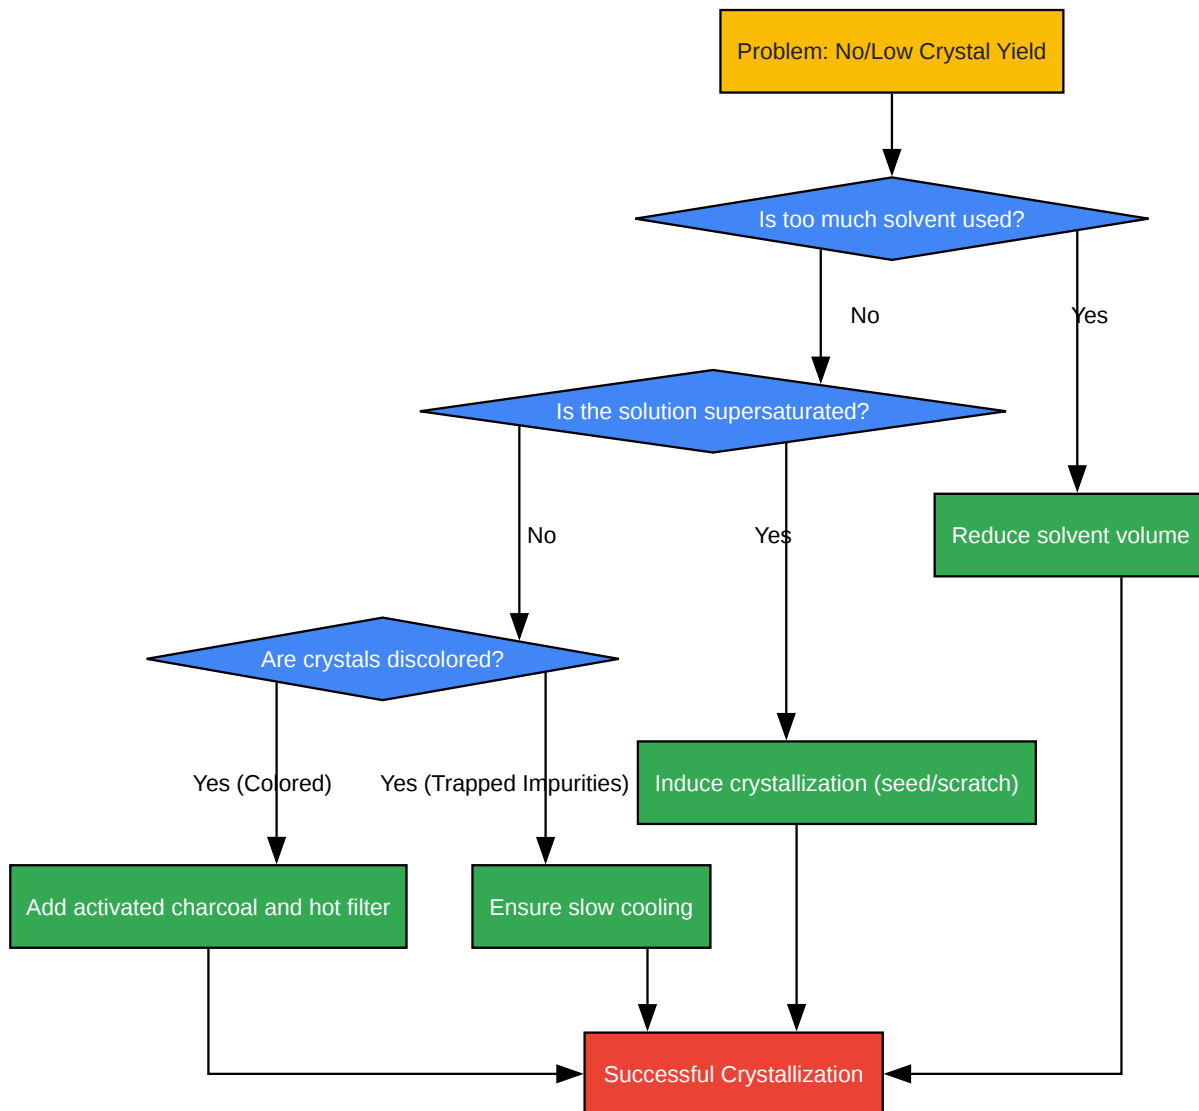 Problem: No/Low Crystal Yield
Is too much solvent used?
No
Yes
Is the solution supersaturated?
No
Yes
Reduce solvent volume
Are crystals discolored?
Yes (Colored)
Yes (Trapped Impurities)
Induce crystallization (seed/scratch)
Add activated charcoal and hot filter
Ensure slow cooling
Successful Crystallization